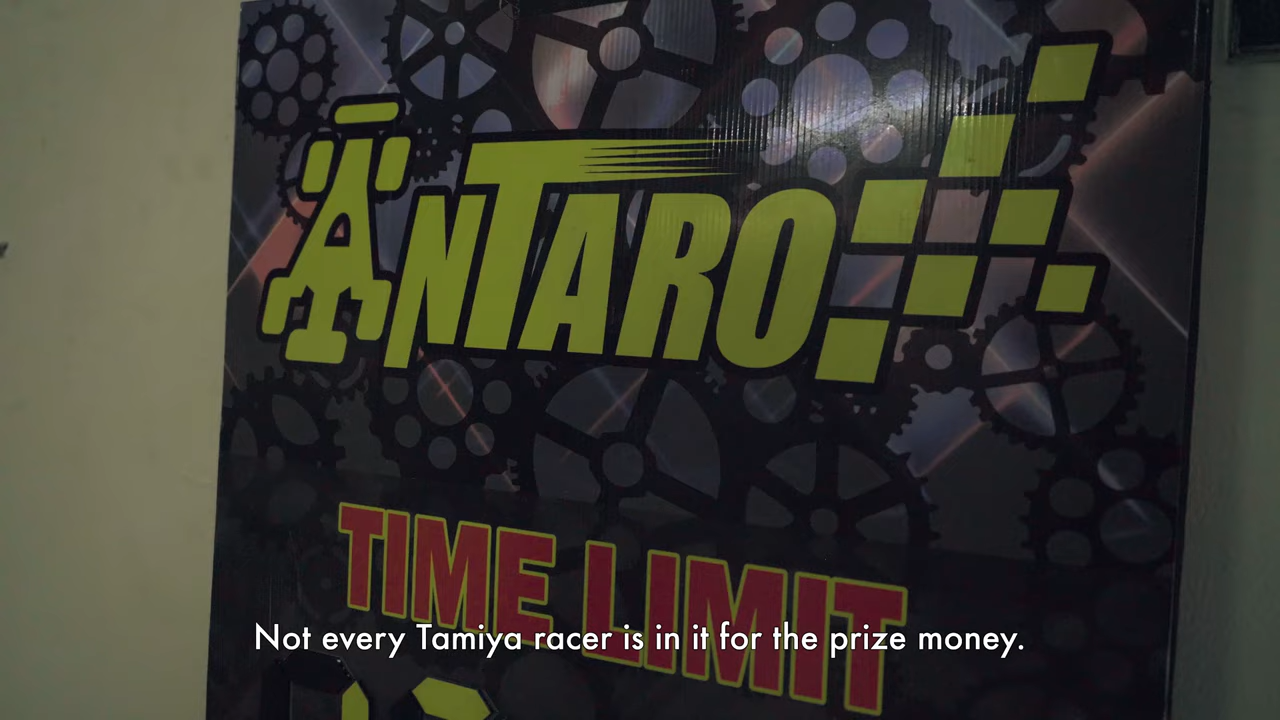 ANTARO
TIME LIMIT
Not every Tamiya racer is in it for the prize money.